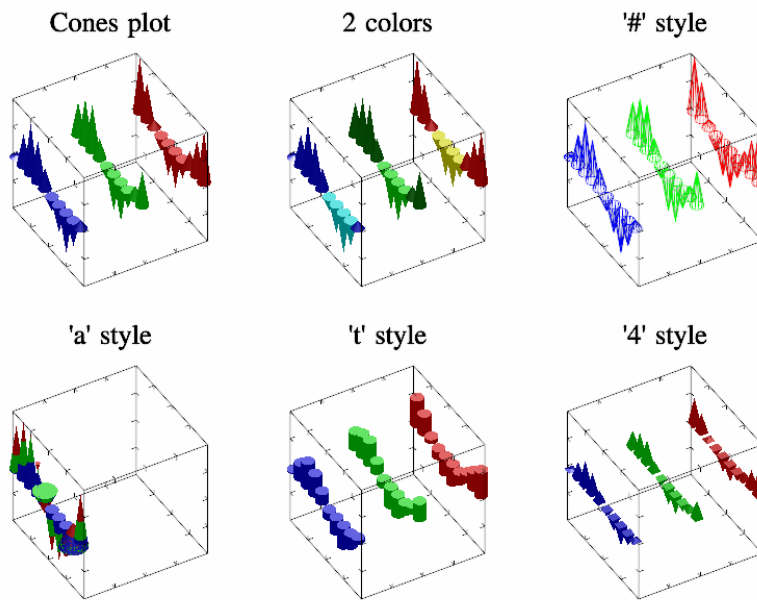 Cones plot
2 colors
'#' style
'a' style
't' style
'4' style